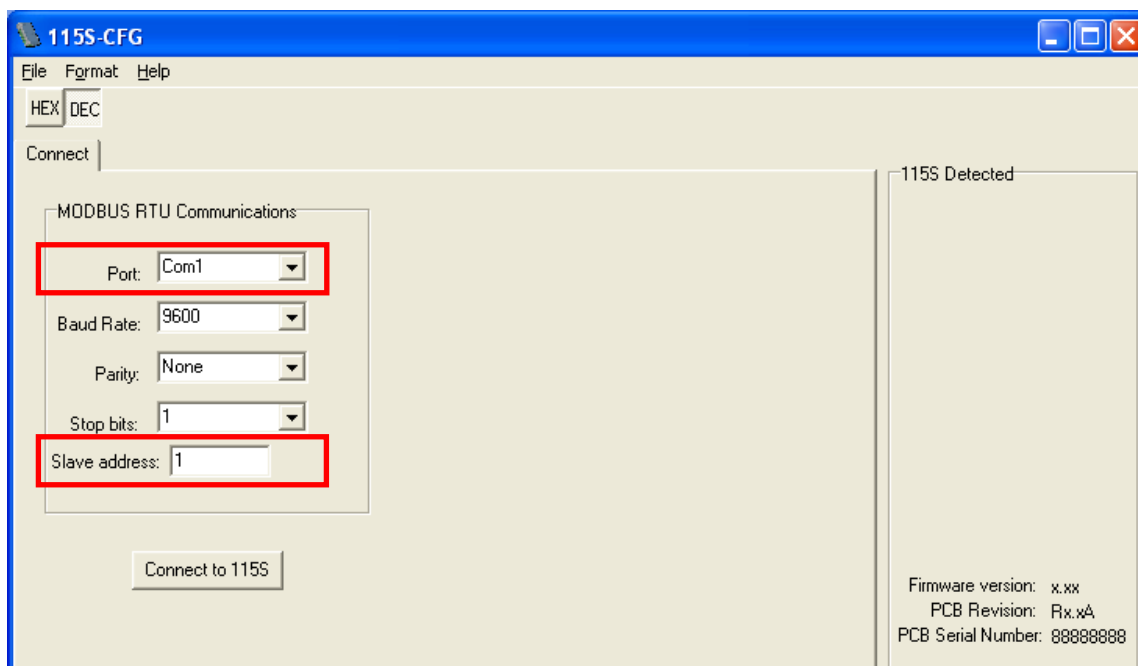 115S-CFG
File Format Help
HEX DEC
Connect
115S Detected
MODBUS RTU Communications
Port: Com1
Baud Rate: 9600
Parity: None
Stop bits: 1
Slave address: 1
Connect to 115S
Firmware version: x.xx
PCB Revision: Rx.xA
PCB Serial Number: 88888888